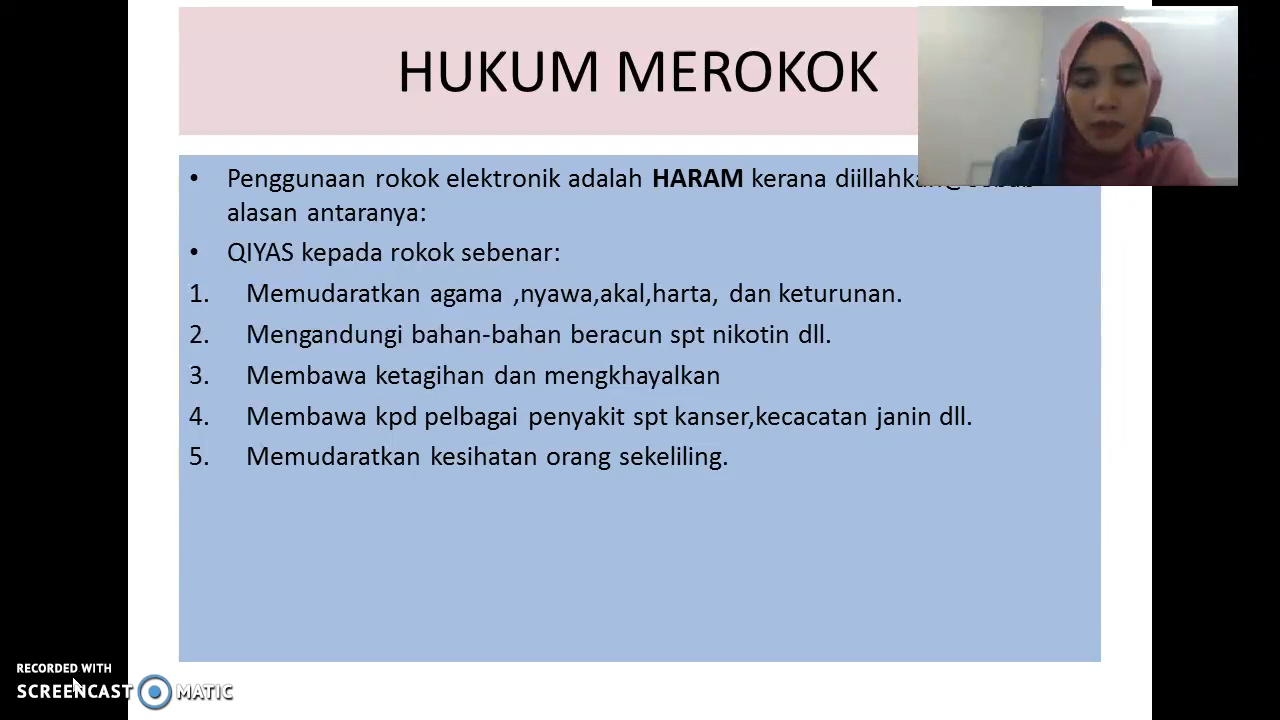 HUKUM MEROKOK
• Penggunaan rokok elektronik adalah HARAM kerana
alasan antaranya:
• QIYAS kepada rokok sebenar:
1. Memudaratkan agama ,nyawa,akal,harta, dan keturunan.
2. Mengandungi bahan-bahan beracun spt nikotin dll.
3. Membawa ketagihan dan mengkhayalkan
4. Membawa kpd pelbagai penyakit spt kanser,kecacatan janin dll.
5. Memudaratkan kesihatan orang sekeliling.
RECORDED WITH
SCREENCAST MATIC